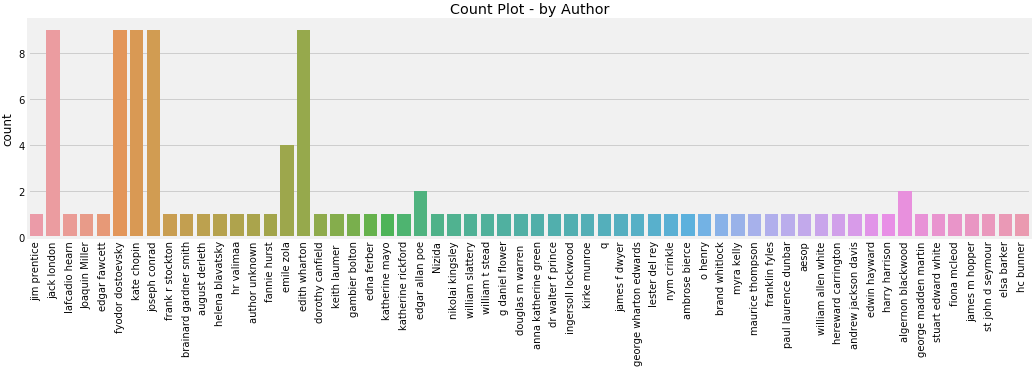 Count Plot - by Author
count
8
6
4
2
0
jim prentice
jack london
lafcadio hearn
Joaquin Miller
edgar fawcett
fyodor dostoevsky
kate chopin
joseph conrad
frank r stockton
brainard gardner smith
august derleth
helena blavatsky
hr valimaa
author unknown
fannie hurst
emile zola
edith wharton
dorothy canfield
keith laumer
gambier bolton
edna ferber
katherine mayo
katherine rickford
edgar allan poe
Nizida
nikolai kingsley
william slattery
william t stead
g daniel flower
douglas m warren
anna katherine green
dr walter f prince
ingersoll lockwood
kirke munroe
q
james f dwyer
george wharton edwards
lester del rey
nym crinkle
ambrose bierce
brand whitlock
o henry
myra kelly
maurice thompson
franklin fyles
paul laurence dunbar
aesop
william allen white
hereward carrington
andrew jackson davis
edwin hayward
harry harrison
algernon blackwood
george madden martin
stuart edward white
fiona mcleod
james m hopper
st john d seymour
elsa barker
hc bunner